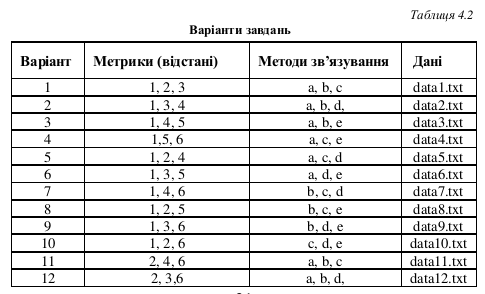 Таблиця 4.2
Варіанти завдань
Варіант Метрики (відстані) Методи зв’язування Дані
1 1, 2, 3 a, b, c data1.txt
2 1, 3, 4 a, b, d, data2.txt
3 1, 4, 5 a, b, e data3.txt
4 1,5, 6 a, c, e data4.txt
5 1, 2, 4 a, c, d data5.txt
6 1, 3, 5 a, d, e data6.txt
7 1, 4, 6 b, c, d data7.txt
8 1, 2, 5 b, c, e data8.txt
9 1, 3, 6 b, d, e data9.txt
10 1, 2, 6 c, d, e data10.txt
11 2, 4, 6 a, b, c data11.txt
12 2, 3,6 a, b, d, data12.txt